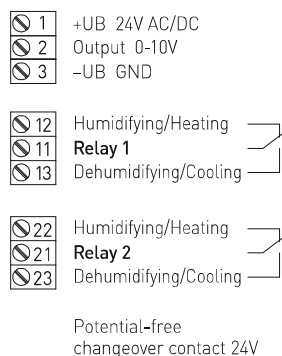 1 +UB 24V AC/DC
2 Output 0-10V
3 –UB GND
12 Humidifying/Heating
11 Relay 1
13 Dehumidifying/Cooling
22 Humidifying/Heating
21 Relay 2
23 Dehumidifying/Cooling
Potential-free
changeover contact 24V